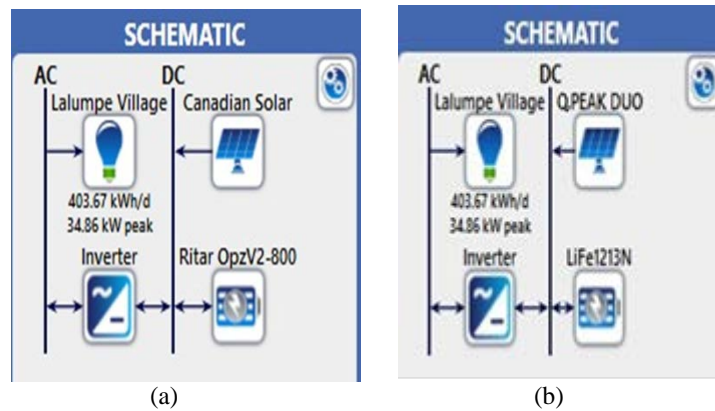 SCHEMATIC
AC DC
Lalumpe Village Canadian Solar
403.67 kWh/d
34.86 kW peak
Inverter Ritar OpzV2-800
(a)
SCHEMATIC
AC DC
Lalumpe Village Q.PEAK DUO
403.67 kWh/d
34.86 kW peak
Inverter LiFe1213N
(b)